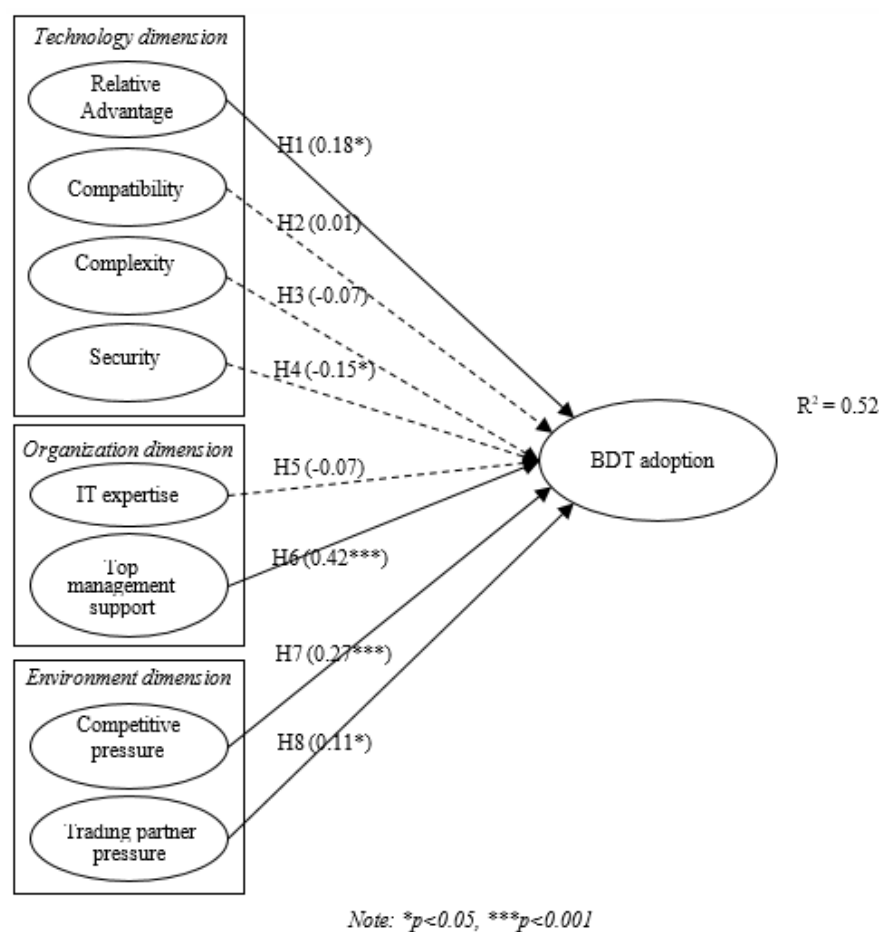 Technology dimension
Relative
Advantage
H1 (0.18*)
Compatibility
H2 (0.01)
Complexity
H3 (-0.07)
Security
H4 (-0.15*)
R² = 0.52
Organization dimension
BDT adoption
IT expertise
H5 (-0.07)
Top
management
support
H6 (0.42***)
Environment dimension
H7 (0.27***)
Competitive
pressure
H8 (0.11*)
Trading partner
pressure
Note: *p<0.05, ***p<0.001